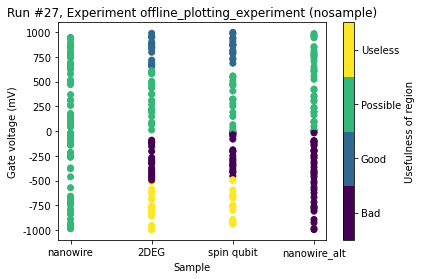 Run #27, Experiment offline_plotting_experiment (nosample)
1000
750
500
250
0
-250
-500
-750
-1000
Gate voltage (mV)
nanowire
2DEG
spin qubit
nanowire_alt
Sample
Useless
Possible
Good
Bad
Usefulness of region